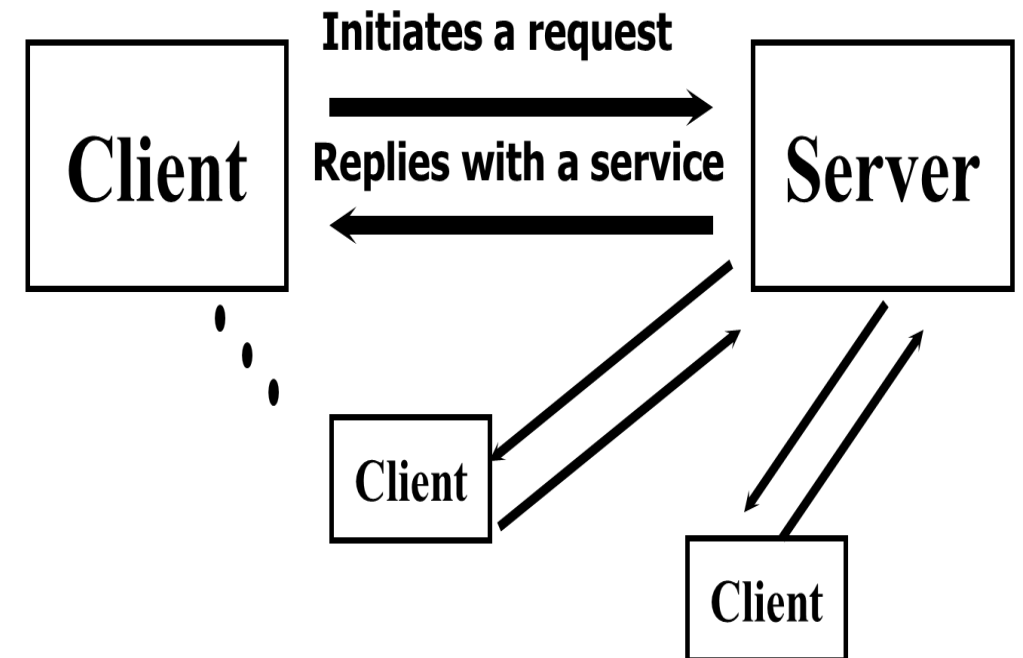 Initiates a request
Client
Replies with a service
Server
Client
Client